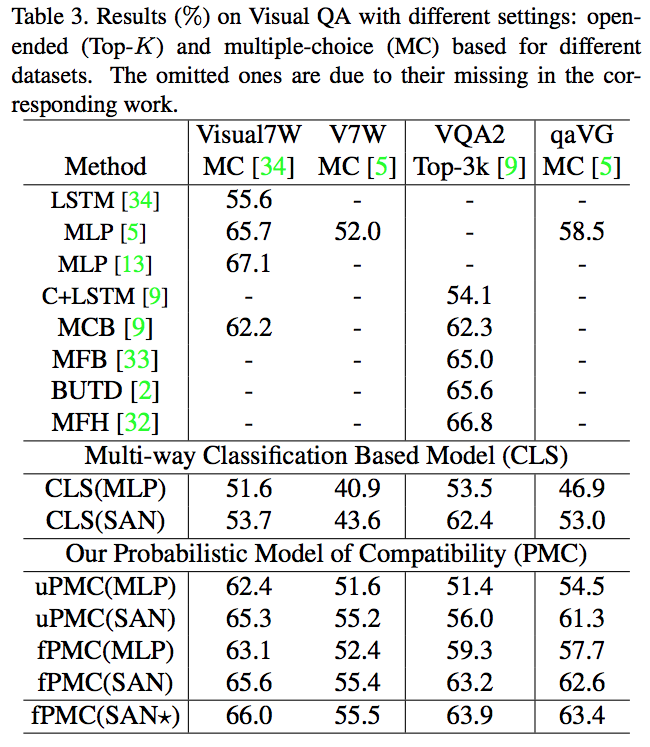 Table 3. Results (%) on Visual QA with different settings: open-
ended (Top-K) and multiple-choice (MC) based for different
datasets. The omitted ones are due to their missing in the cor-
responding work.
Visual7W V7W VQA2 qaVG
Method MC [34] MC [5] Top-3k [9] MC [5]
LSTM [34] 55.6 - - -
MLP [5] 65.7 52.0 - 58.5
MLP [13] 67.1 - - -
C+LSTM [9] - - 54.1 -
MCB [9] 62.2 - 62.3 -
MFB [33] - - 65.0 -
BUTD [2] - - 65.6 -
MFH [32] - - 66.8 -
Multi-way Classification Based Model (CLS)
CLS(MLP) 51.6 40.9 53.5 46.9
CLS(SAN) 53.7 43.6 62.4 53.0
Our Probabilistic Model of Compatibility (PMC)
uPMC(MLP) 62.4 51.6 51.4 54.5
uPMC(SAN) 65.3 55.2 56.0 61.3
fPMC(MLP) 63.1 52.4 59.3 57.7
fPMC(SAN) 65.6 55.4 63.2 62.6
fPMC(SAN⋆) 66.0 55.5 63.9 63.4